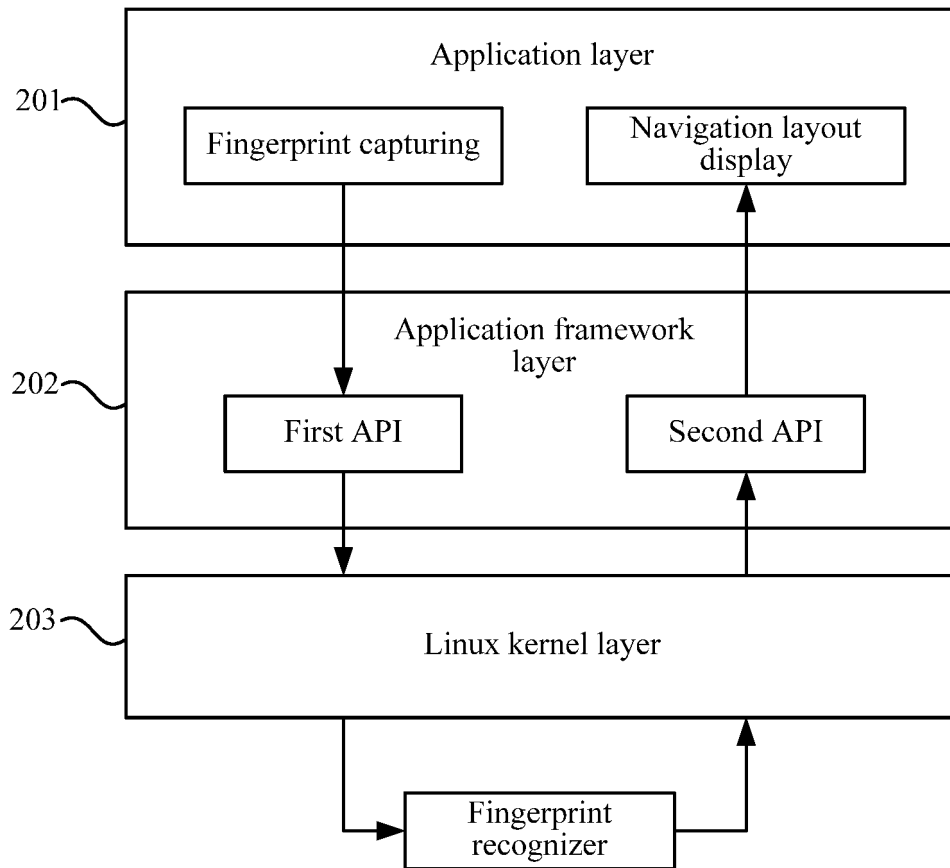 Application layer
201
Fingerprint capturing
Navigation layout
display
Application framework
layer
202
First API
Second API
203
Linux kernel layer
Fingerprint
recognizer